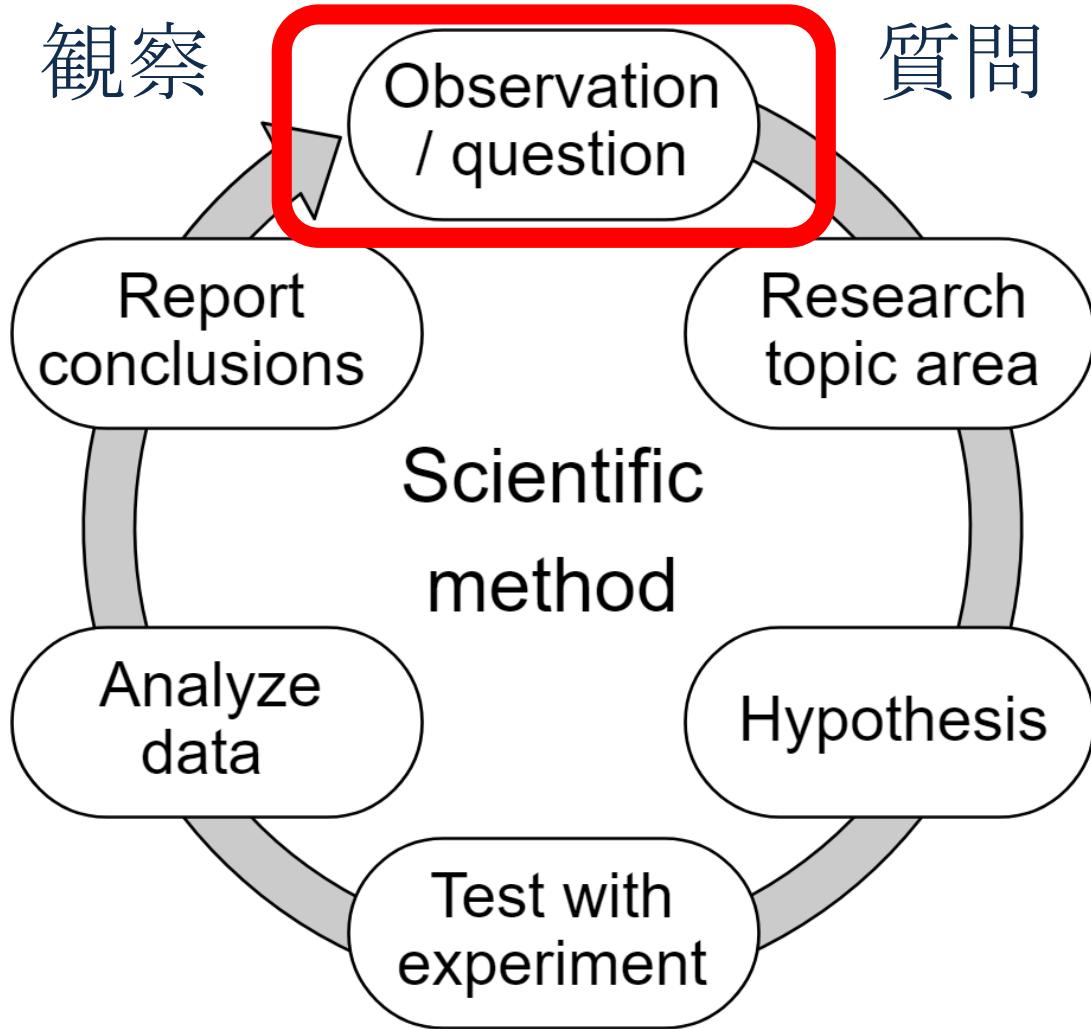 観察
Observation
/ question
質問
Research
topic area
Hypothesis
Test with
experiment
Analyze
data
Report
conclusions
Scientific
method